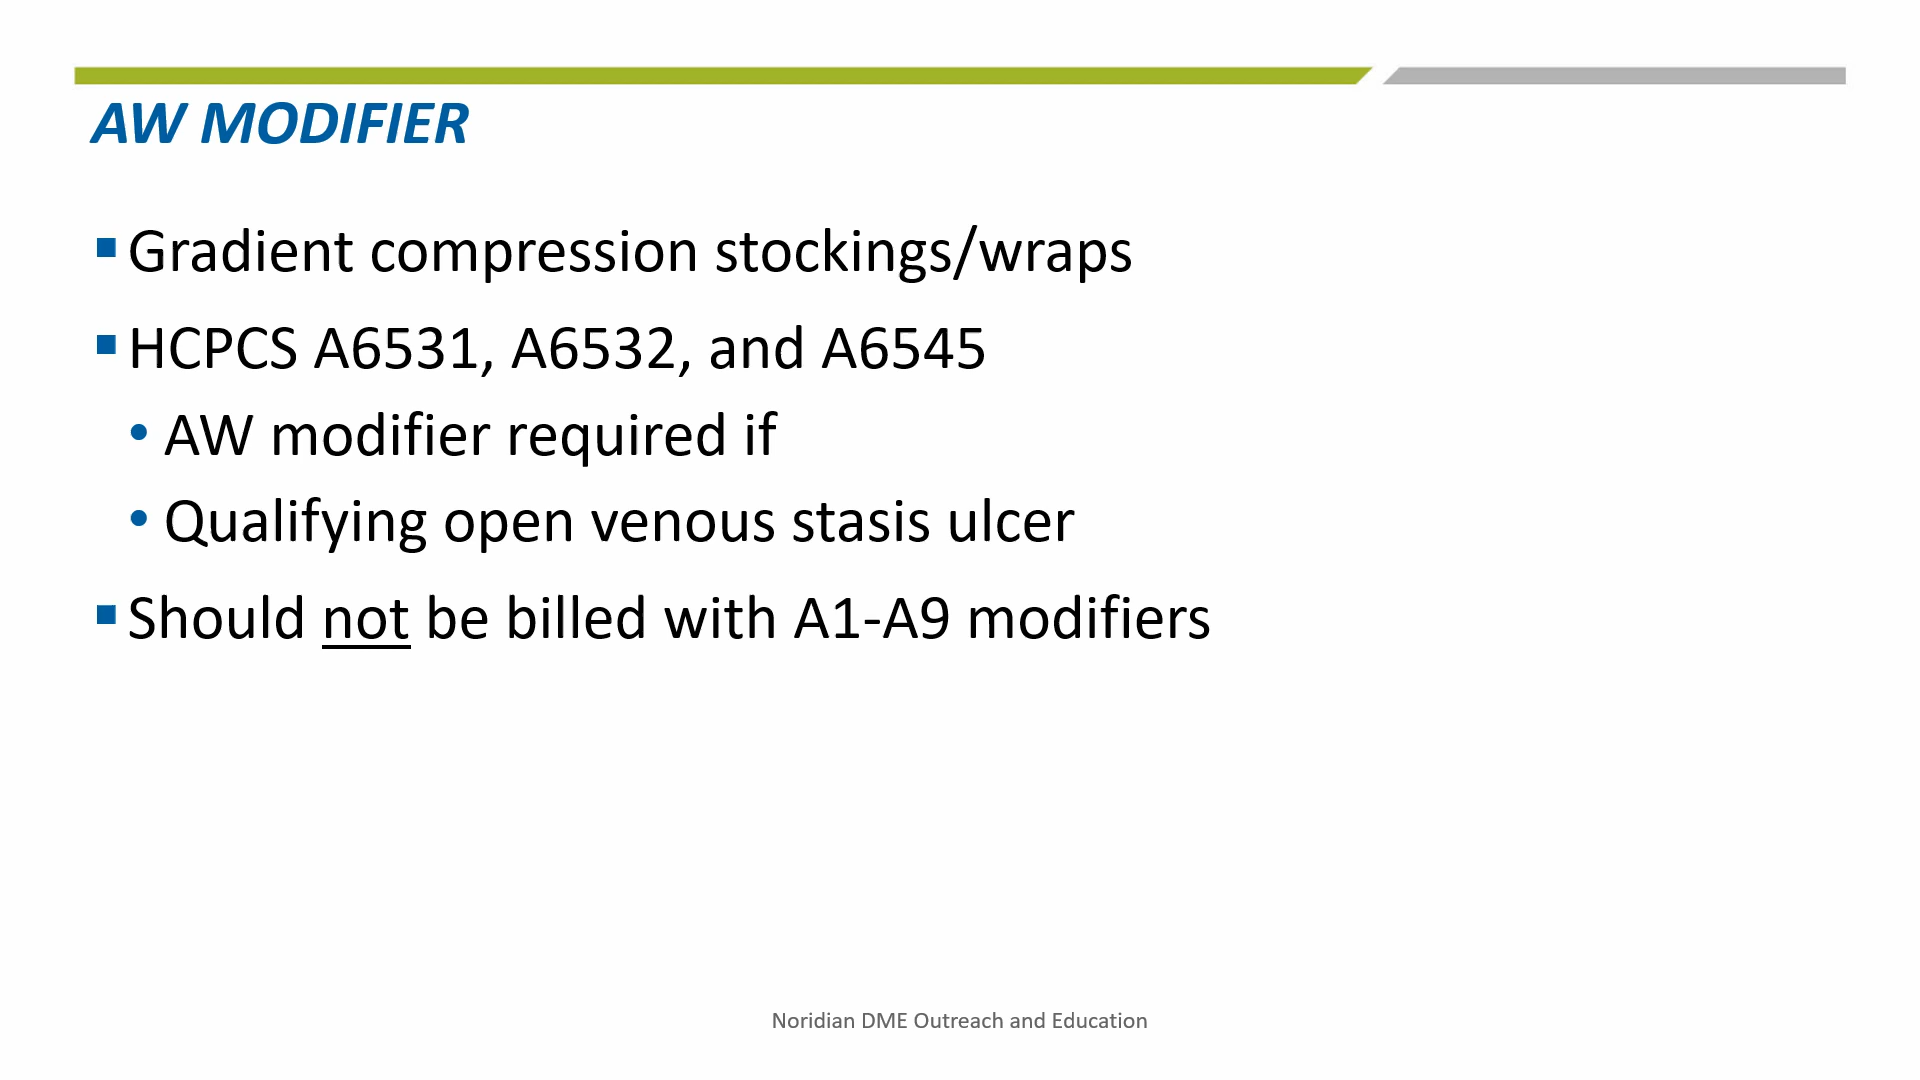 AW MODIFIER
▪ Gradient compression stockings/wraps
▪ HCPCS A6531, A6532, and A6545
• AW modifier required if
• Qualifying open venous stasis ulcer
▪ Should not be billed with A1-A9 modifiers
Noridian DME Outreach and Education